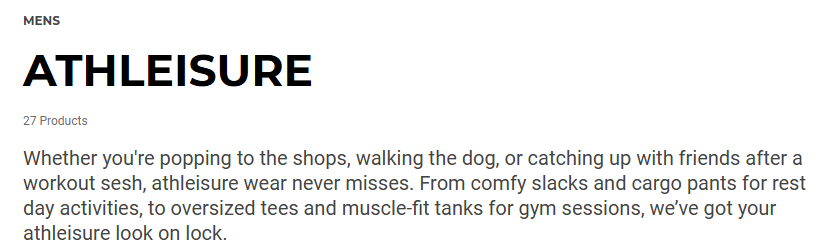 MENS
ATHLEISURE
27 Products
Whether you're popping to the shops, walking the dog, or catching up with friends after a
workout sesh, athleisure wear never misses. From comfy slacks and cargo pants for rest
day activities, to oversized tees and muscle-fit tanks for gym sessions, we’ve got your
athleisure look on lock.